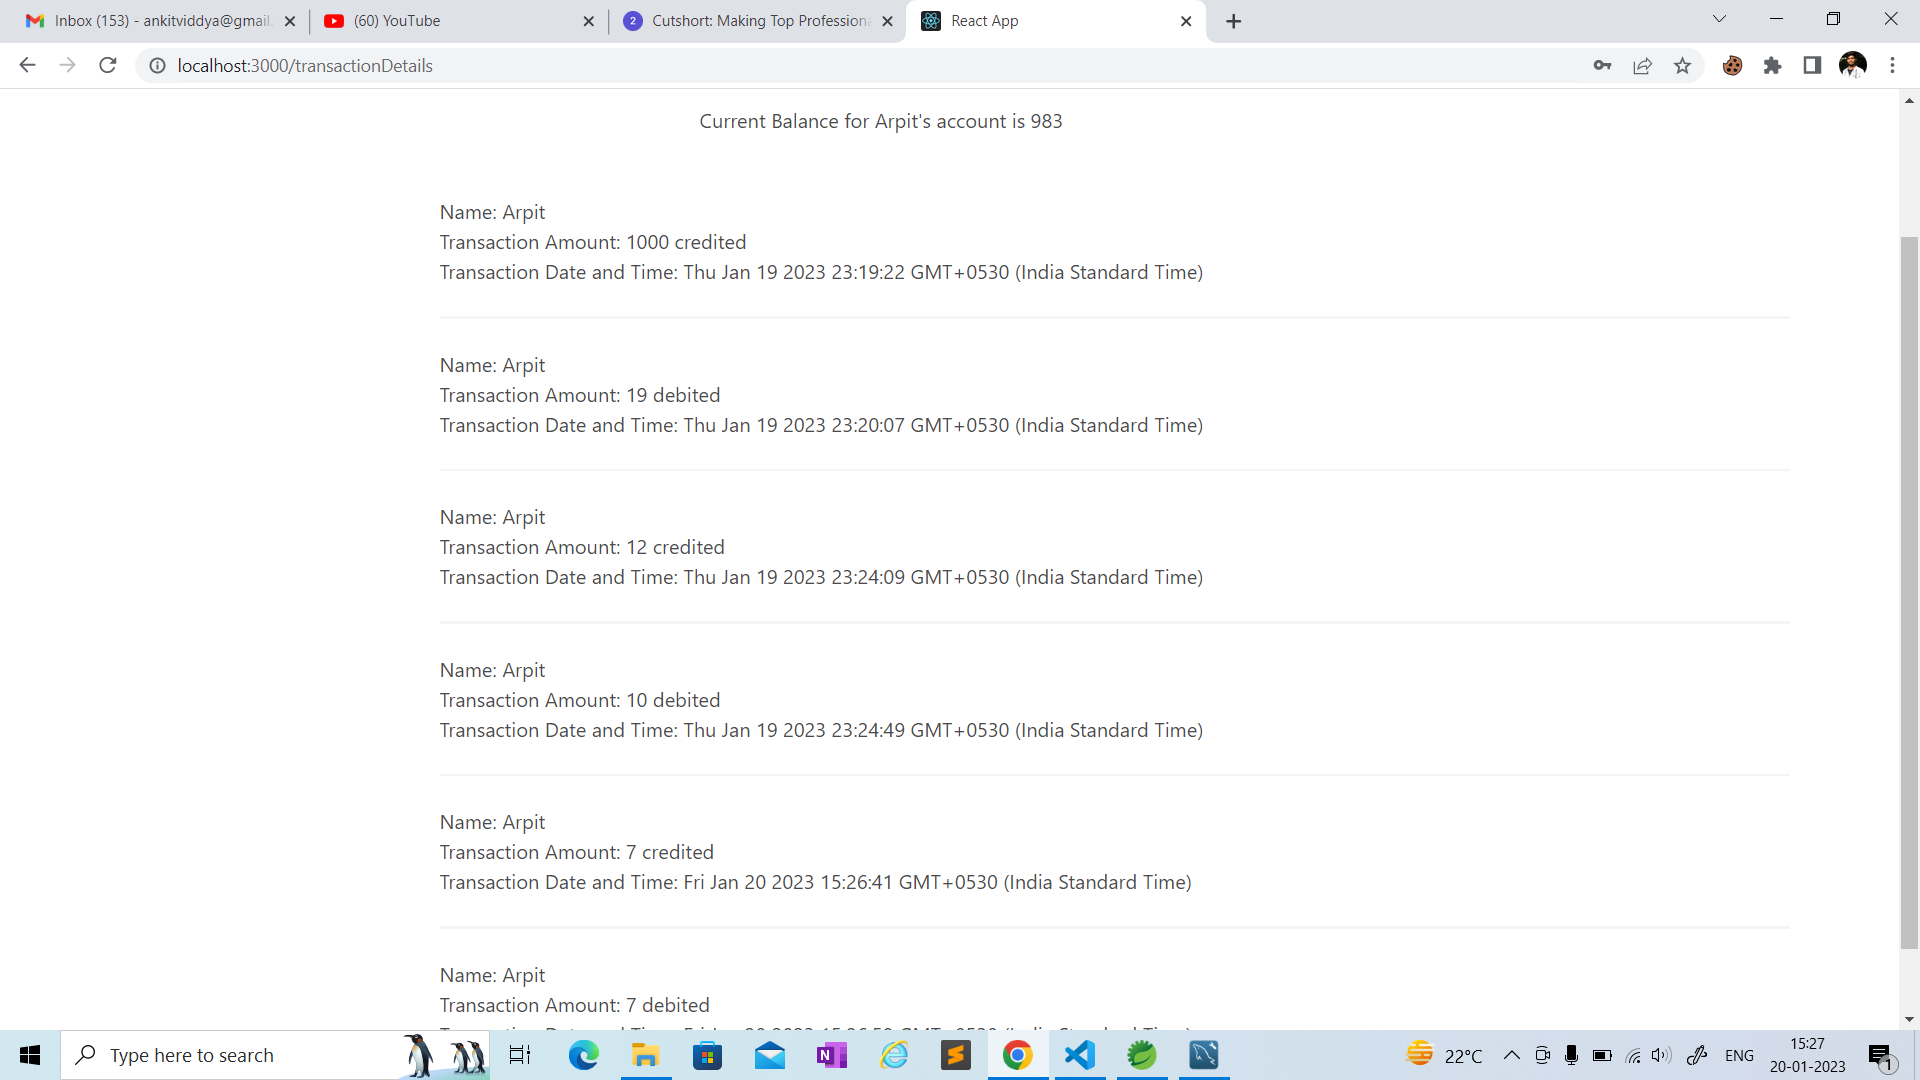 Inbox (153) - ankitviddya@gmail.
(60) YouTube
2 Cutshort: Making Top Professiona
React App
localhost:3000/transactionDetails
Current Balance for Arpit's account is 983
Name: Arpit
Transaction Amount: 1000 credited
Transaction Date and Time: Thu Jan 19 2023 23:19:22 GMT+0530 (India Standard Time)
Name: Arpit
Transaction Amount: 19 debited
Transaction Date and Time: Thu Jan 19 2023 23:20:07 GMT+0530 (India Standard Time)
Name: Arpit
Transaction Amount: 12 credited
Transaction Date and Time: Thu Jan 19 2023 23:24:09 GMT+0530 (India Standard Time)
Name: Arpit
Transaction Amount: 10 debited
Transaction Date and Time: Thu Jan 19 2023 23:24:49 GMT+0530 (India Standard Time)
Name: Arpit
Transaction Amount: 7 credited
Transaction Date and Time: Fri Jan 20 2023 15:26:41 GMT+0530 (India Standard Time)
Name: Arpit
Transaction Amount: 7 debited
Type here to search
N
22°C
ENG
15:27
20-01-2023
1